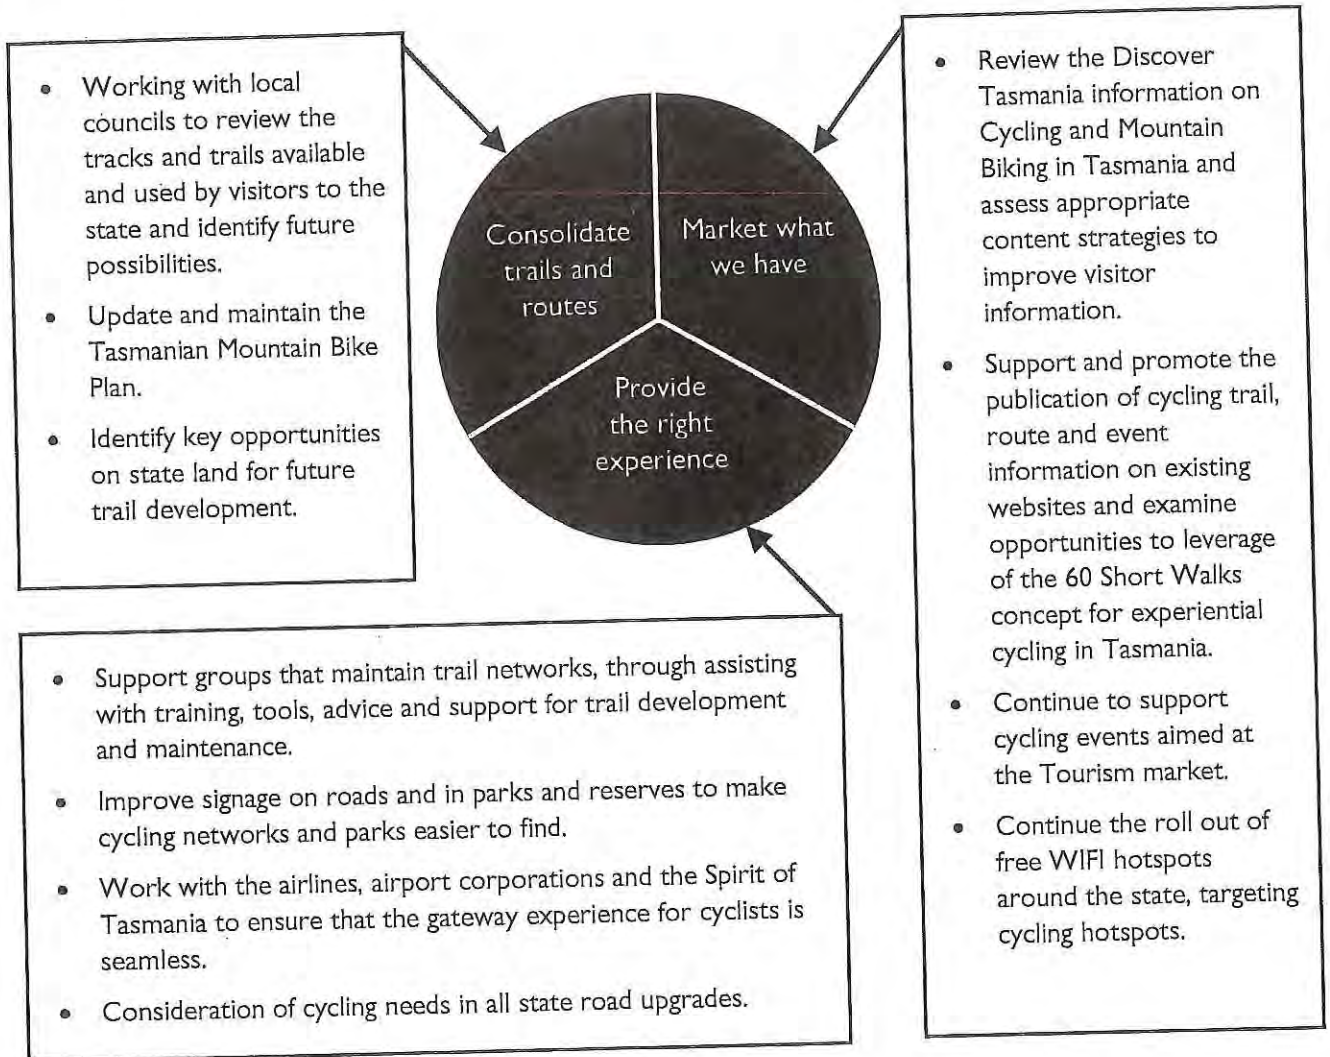 • Working with local
councils to review the
tracks and trails available
and used by visitors to the
state and identify future
possibilities.
• Update and maintain the
Tasmanian Mountain Bike
Plan.
• Identify key opportunities
on state land for future
trail development.
Consolidate
trails and
routes
Market what
we have
Provide
the right
experience
• Review the Discover
Tasmania information on
Cycling and Mountain
Biking in Tasmania and
assess appropriate
content strategies to
improve visitor
information.
• Support and promote the
publication of cycling trail,
route and event
information on existing
websites and examine
opportunities to leverage
of the 60 Short Walks
concept for experiential
cycling in Tasmania.
• Continue to support
cycling events aimed at
the Tourism market.
• Continue the roll out of
free WIFI hotspots
around the state, targeting
cycling hotspots.
• Support groups that maintain trail networks, through assisting
with training, tools, advice and support for trail development
and maintenance.
• Improve signage on roads and in parks and reserves to make
cycling networks and parks easier to find.
• Work with the airlines, airport corporations and the Spirit of
Tasmania to ensure that the gateway experience for cyclists is
seamless.
• Consideration of cycling needs in all state road upgrades.